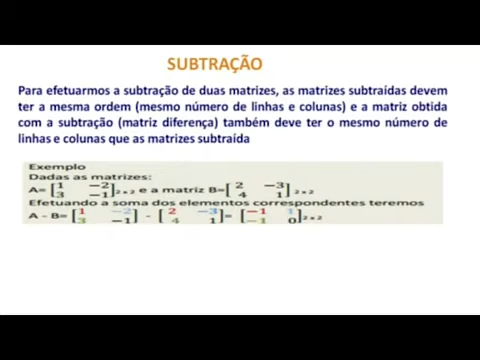 SUBTRAÇÃO
Para efetuarmos a subtração de duas matrizes, as matrizes subtraídas devem
ter a mesma ordem (mesmo número de linhas e colunas) e a matriz obtida
com a subtração (matriz diferença) também deve ter o mesmo número de
linhas e colunas que as matrizes subtraída
Exemplo
Dadas as matrizes:
A= [1 −2
3 −1]2 x 2 e a matriz B=[ 2 −3
4 1] 2 x 2
Efetuando a soma dos elementos correspondentes teremos
A - B= [1 −2
3 −1] - [2 −3
4 1]= [−1 1
−1 0]2 x 2